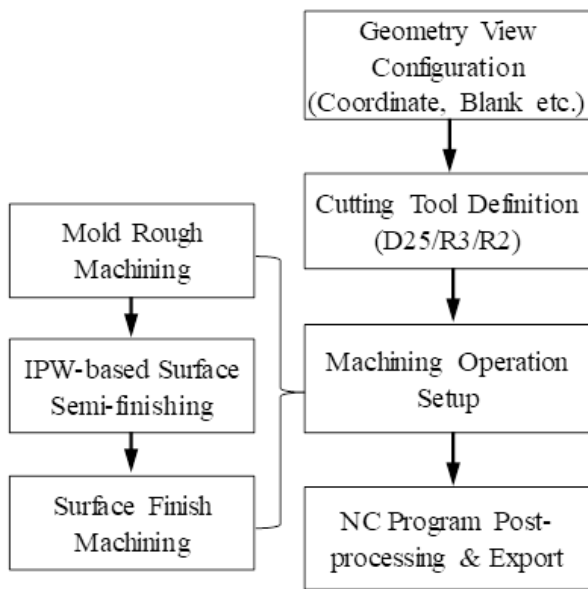 Geometry View
Configuration
(Coordinate, Blank etc.)
Cutting Tool Definition
(D25/R3/R2)
Machining Operation
Setup
NC Program Post-
processing & Export
Mold Rough
Machining
IPW-based Surface
Semi-finishing
Surface Finish
Machining